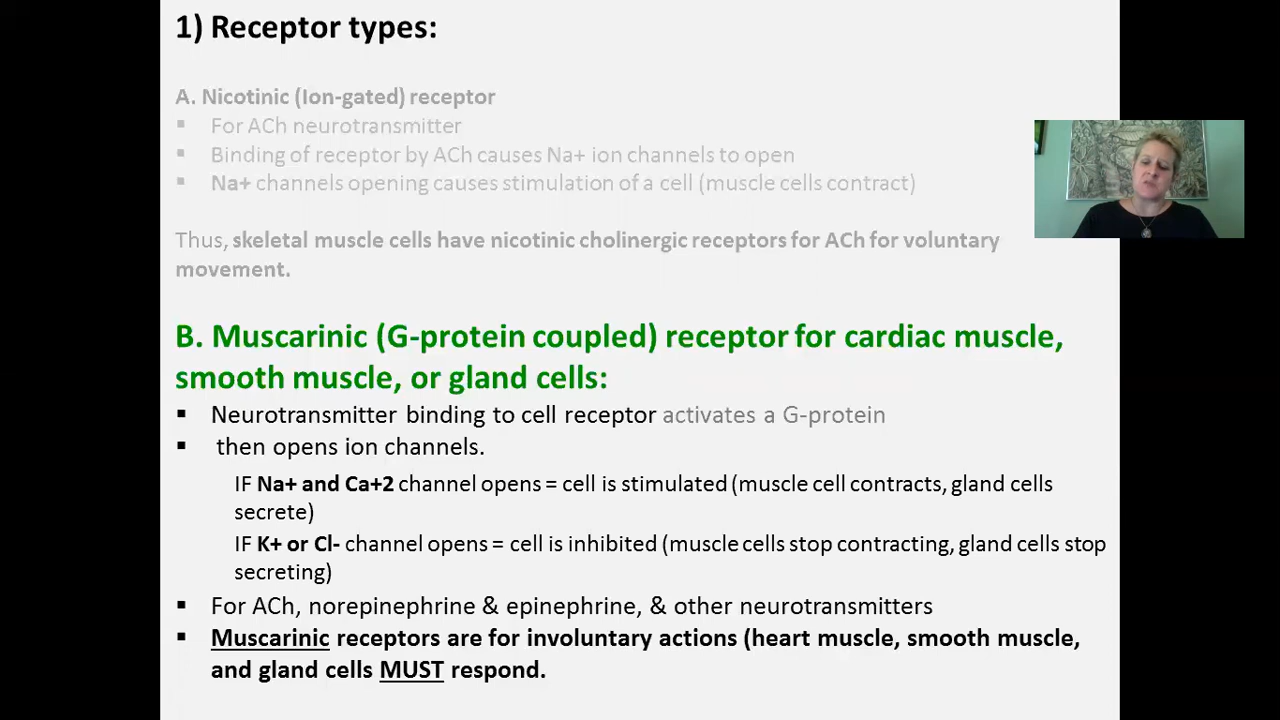 1) Receptor types:
A. Nicotinic (Ion-gated) receptor
▪ For ACh neurotransmitter
▪ Binding of receptor by ACh causes Na+ ion channels to open
▪ Na+ channels opening causes stimulation of a cell (muscle cells contract)
Thus, skeletal muscle cells have nicotinic cholinergic receptors for ACh for voluntary
movement.
B. Muscarinic (G-protein coupled) receptor for cardiac muscle,
smooth muscle, or gland cells:
▪ Neurotransmitter binding to cell receptor activates a G-protein
▪ then opens ion channels.
IF Na+ and Ca+2 channel opens = cell is stimulated (muscle cell contracts, gland cells
secrete)
IF K+ or Cl- channel opens = cell is inhibited (muscle cells stop contracting, gland cells stop
secreting)
▪ For ACh, norepinephrine & epinephrine, & other neurotransmitters
▪ Muscarinic receptors are for involuntary actions (heart muscle, smooth muscle,
and gland cells MUST respond.